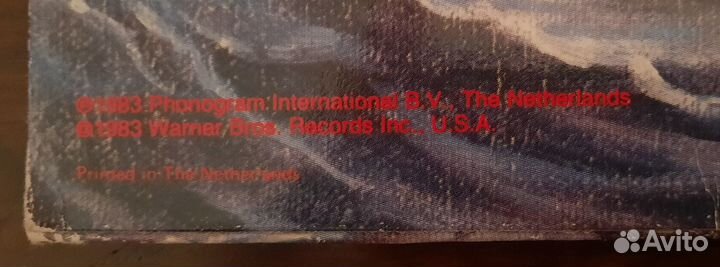 ℗1983 Phonogram International B.V., The Netherlands
©1983 Warner Bros. Records Inc., U.S.A.
Printed in The Netherlands
Avito